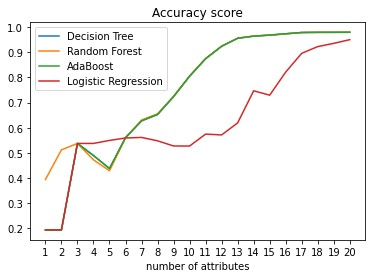 Accuracy score
1.0
0.9
0.8
0.7
0.6
0.5
0.4
0.3
0.2
Decision Tree
Random Forest
AdaBoost
Logistic Regression
1 2 3 4 5 6 7 8 9 10 11 12 13 14 15 16 17 18 19 20
number of attributes